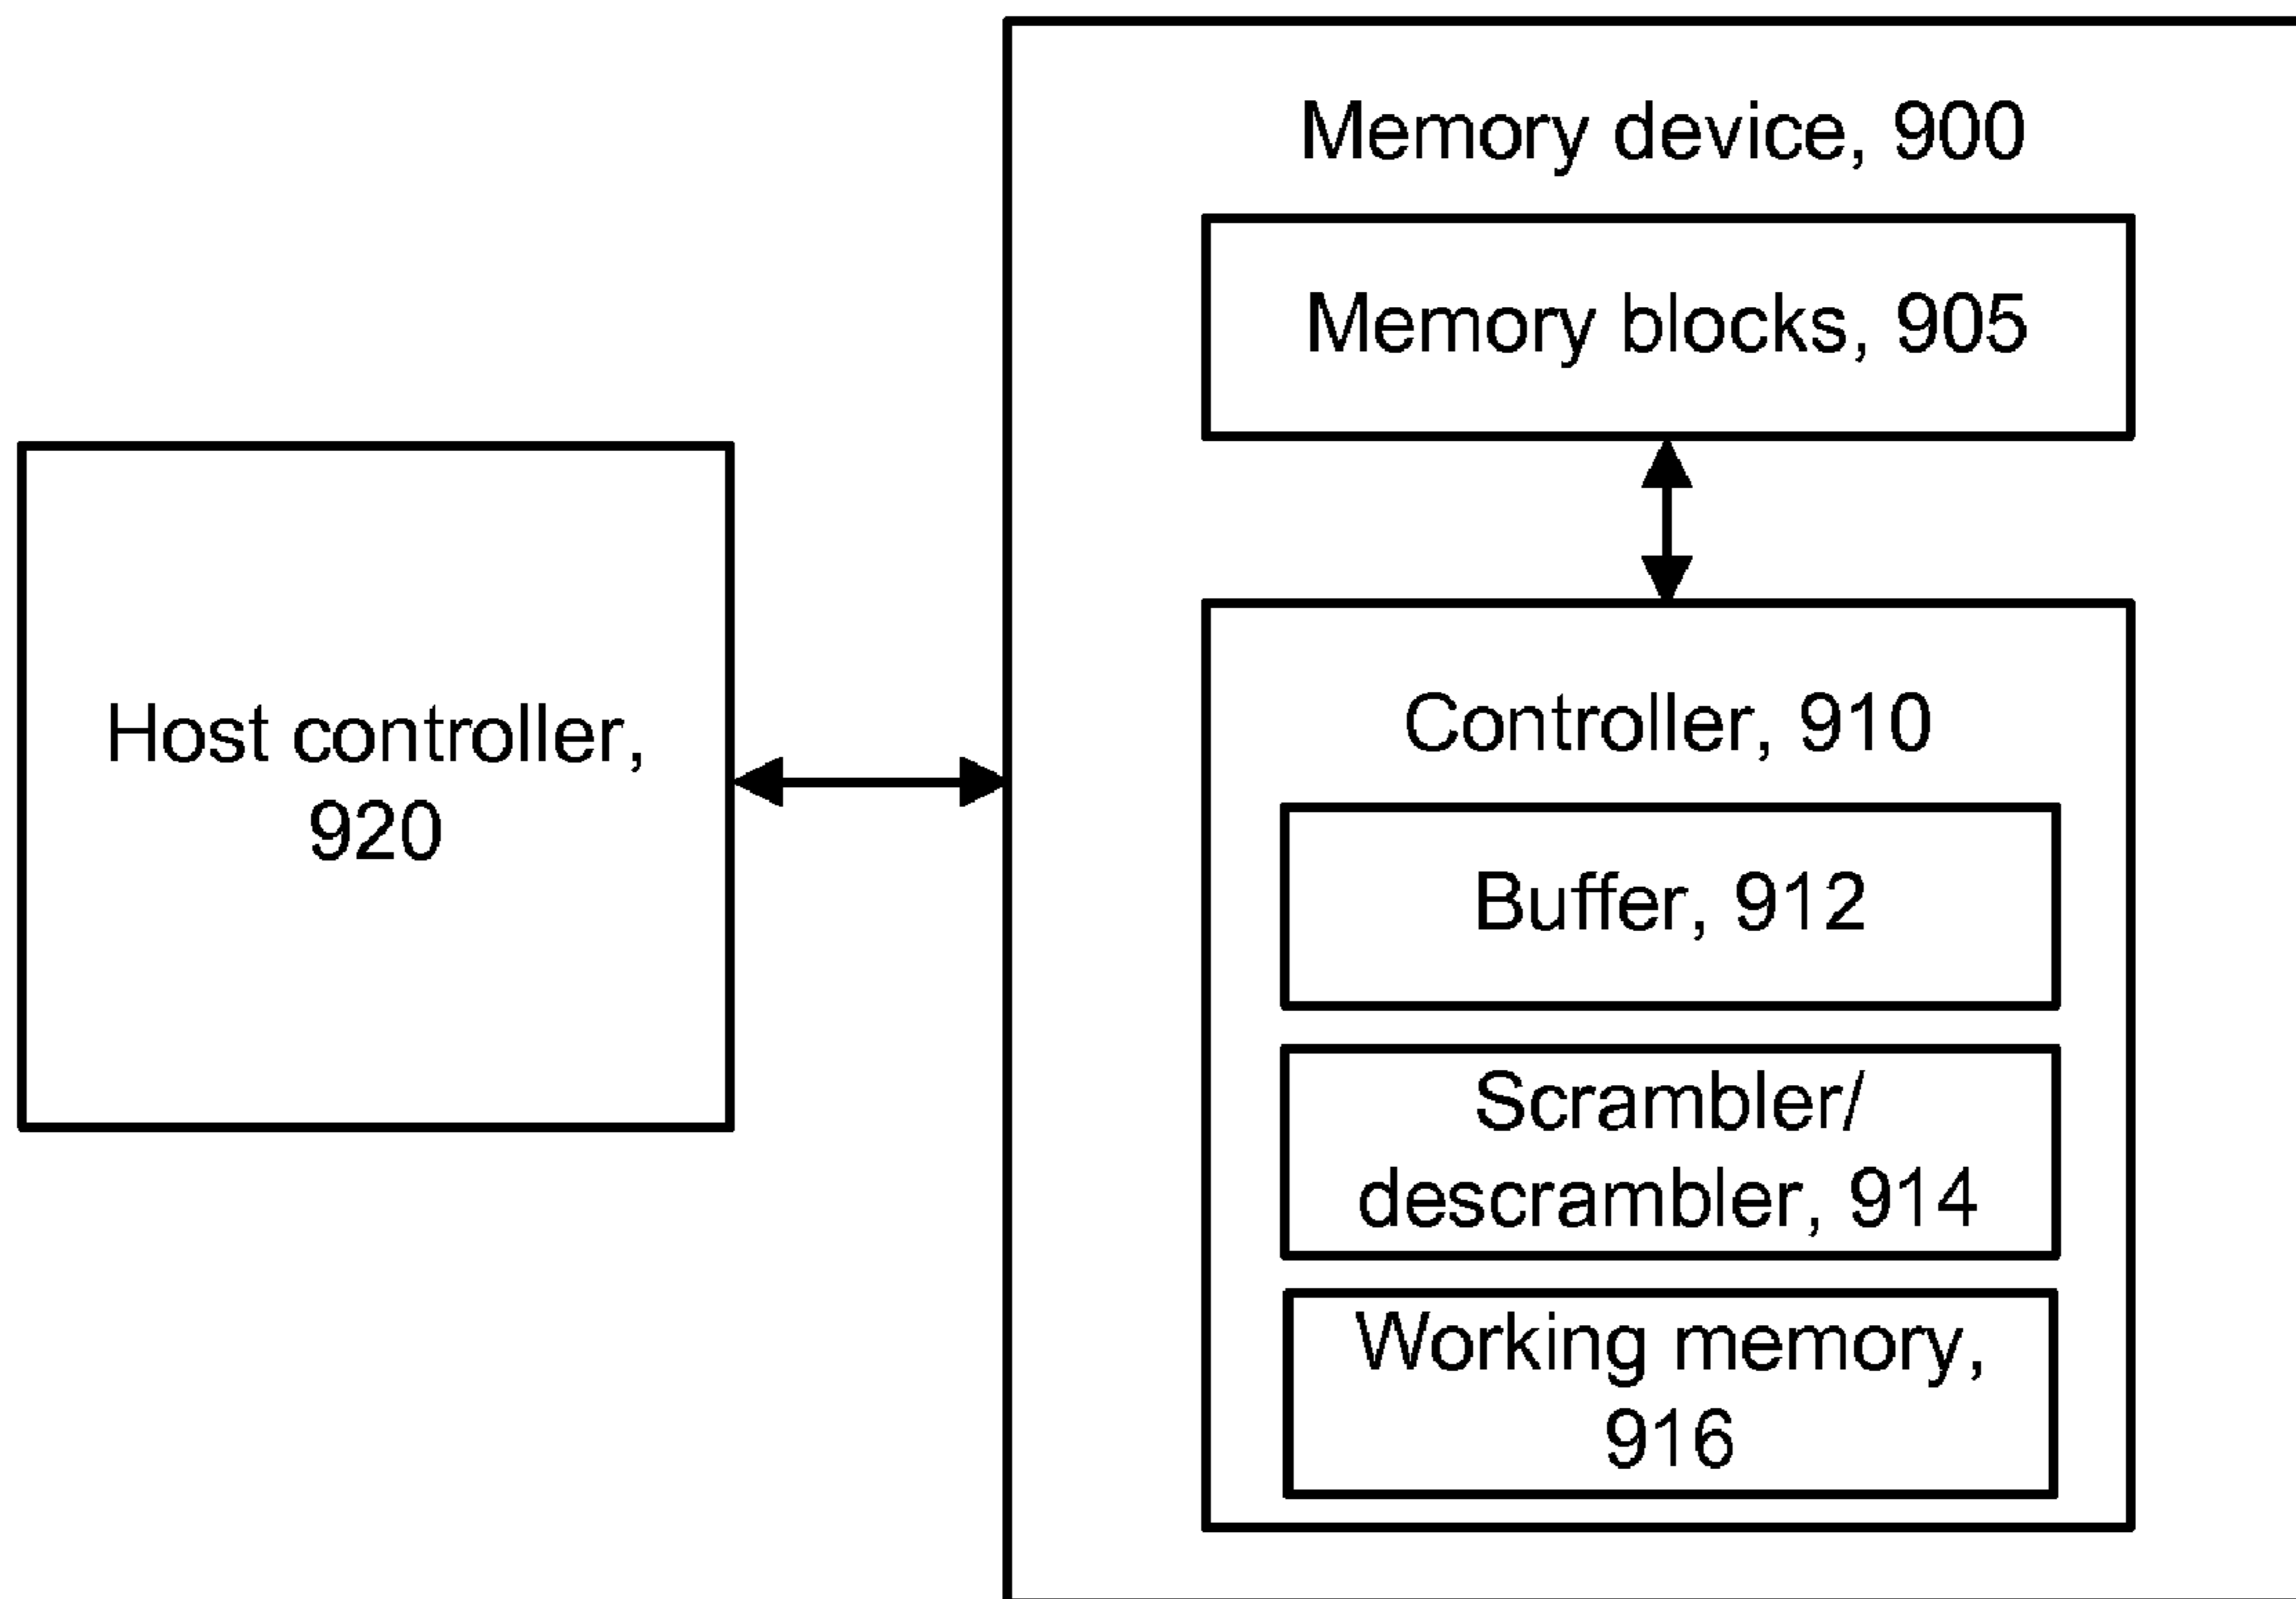 Memory device, 900
Memory blocks, 905
Host controller,
920
Controller, 910
Buffer, 912
Scrambler/
descrambler, 914
Working memory,
916